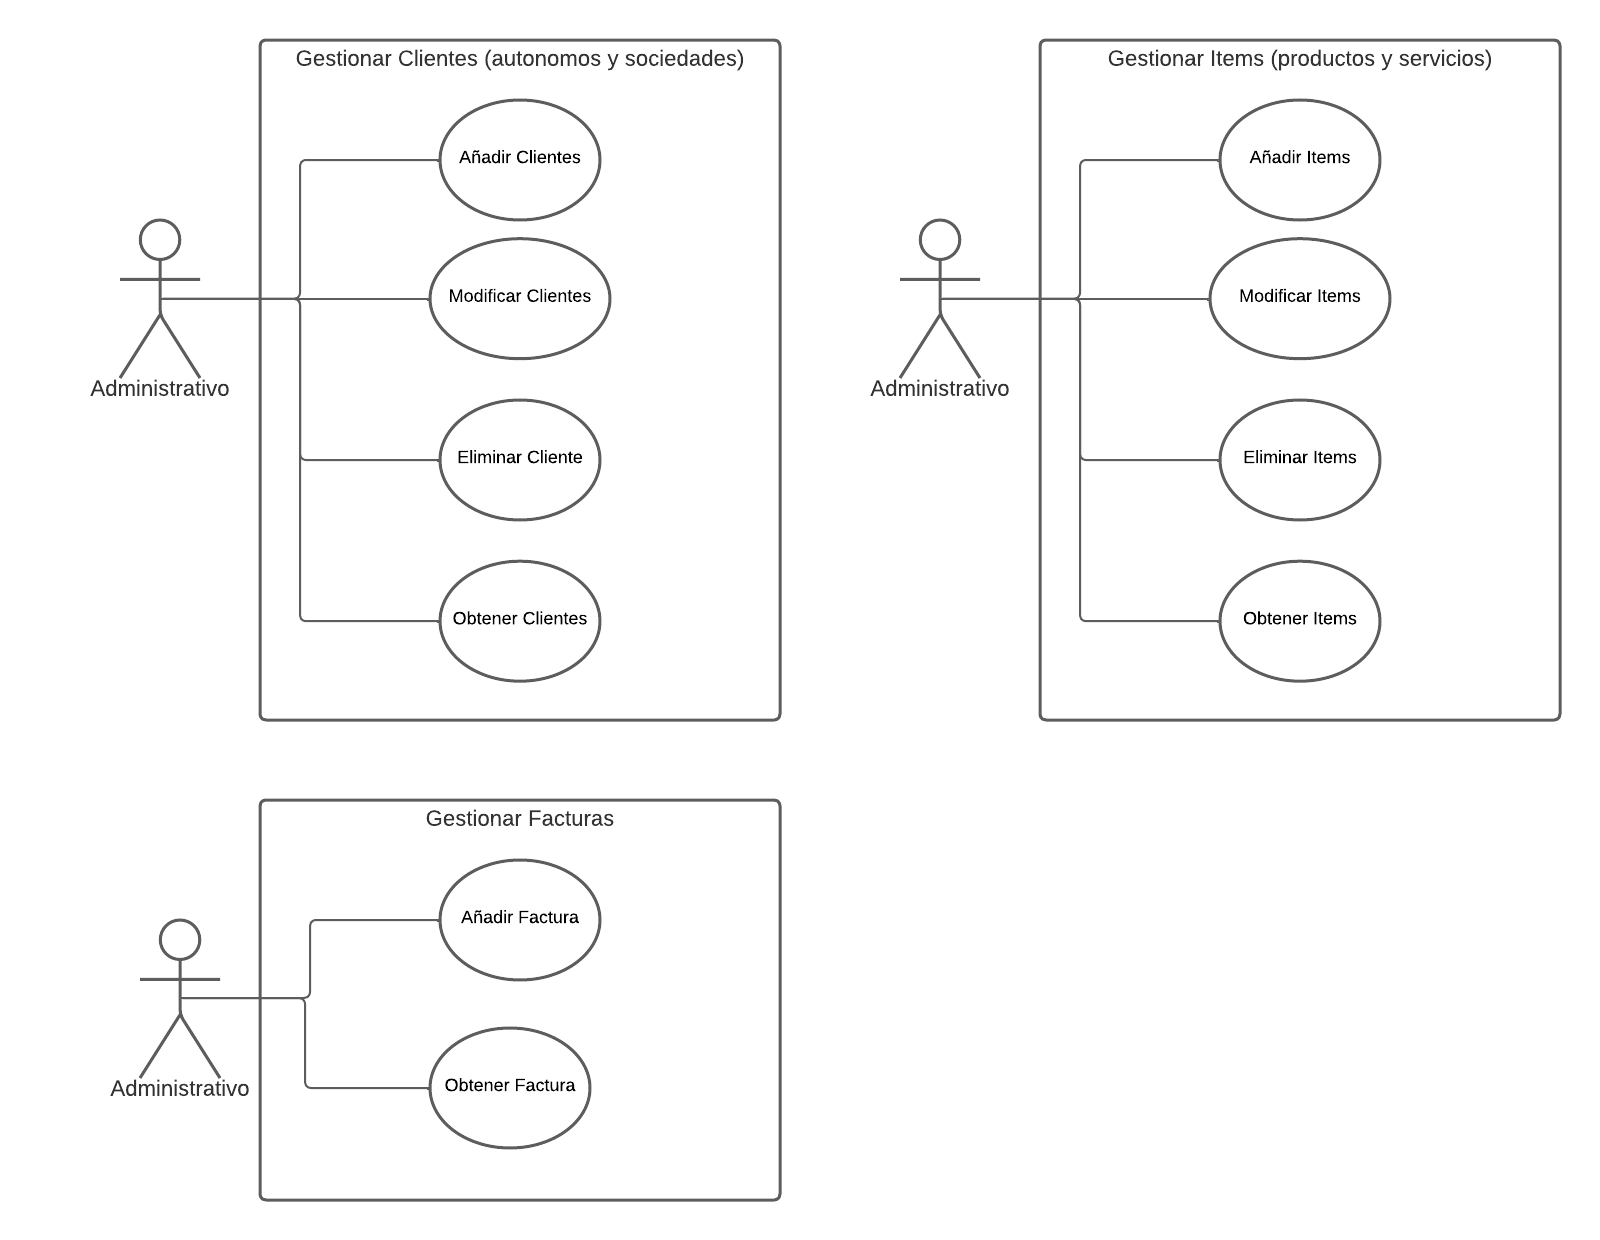 Gestionar Clientes (autonomos y sociedades)
Añadir Clientes
Modificar Clientes
Administrativo
Eliminar Cliente
Obtener Clientes
Gestionar Items (productos y servicios)
Añadir Items
Modificar Items
Administrativo
Eliminar Items
Obtener Items
Gestionar Facturas
Añadir Factura
Obtener Factura
Administrativo